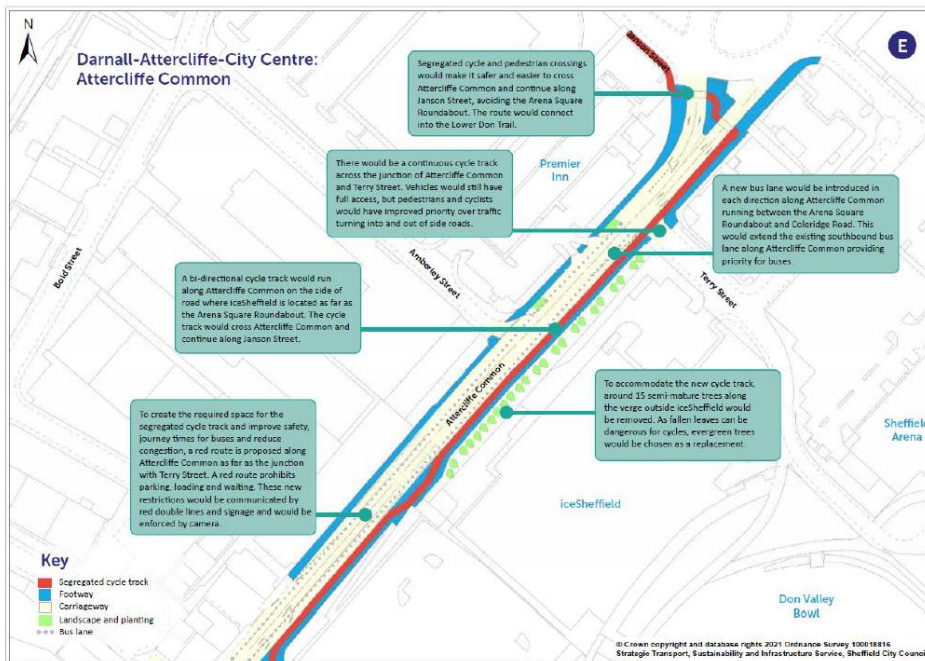 N
Darnall-Attercliffe-City Centre:
Attercliffe Common
E
Janson Street
Segregated cycle and pedestrian crossings
would make it safer and easier to cross
Attercliffe Common and continue along
Janson Street, avoiding the Arena Square
Roundabout. The route would connect
into the Lower Don Trail.
Premier
Inn
There would be a continuous cycle track
across the junction of Attercliffe Common
and Terry Street. Vehicles would still have
full access, but pedestrians and cyclists
would have improved priority over traffic
turning into and out of side roads.
A new bus lane would be introduced in
each direction along Attercliffe Common
running between the Arena Square
Roundabout and Coleridge Road. This
would extend the existing southbound bus
lane along Attercliffe Common providing
priority for buses.
Bold Street
Amberley Street
Terry Street
A bi-directional cycle track would run
along Attercliffe Common on the side of
road where iceSheffield is located as far as
the Arena Square Roundabout. The cycle
track would cross Attercliffe Common and
continue along Janson Street.
Attercliffe Common
To accommodate the new cycle track,
around 15 semi-mature trees along
the verge outside iceSheffield would
be removed. As fallen leaves can be
dangerous for cycles, evergreen trees
would be chosen as a replacement.
Sheffield
Arena
To create the required space for the
segregated cycle track and improve safety,
journey times for buses and reduce
congestion, a red route is proposed along
Attercliffe Common as far as the junction
with Terry Street. A red route prohibits
parking, loading and waiting. These new
restrictions would be communicated by
red double lines and signage and would be
enforced by camera.
iceSheffield
Don Valley
Bowl
Key
Segregated cycle track
Footway
Carriageway
Landscape and planting
Bus lane
© Crown copyright and database rights 2021 Ordnance Survey 100018816
Strategic Transport, Sustainability and Infrastructure Service, Sheffield City Council